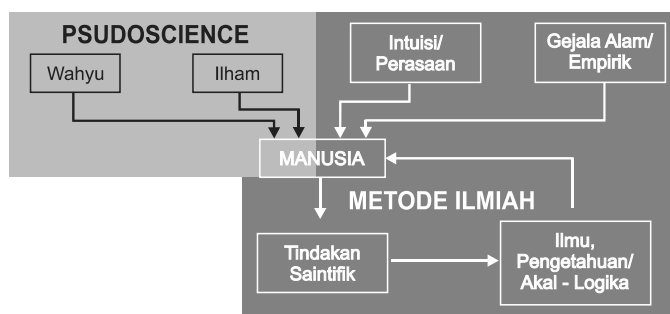 PSUDOSCIENCE
Wahyu
Ilham
Intuisi/
Perasaan
Gejala Alam/
Empirik
MANUSIA
METODE ILMIAH
Tindakan
Saintifik
Ilmu,
Pengetahuan/
Akal - Logika